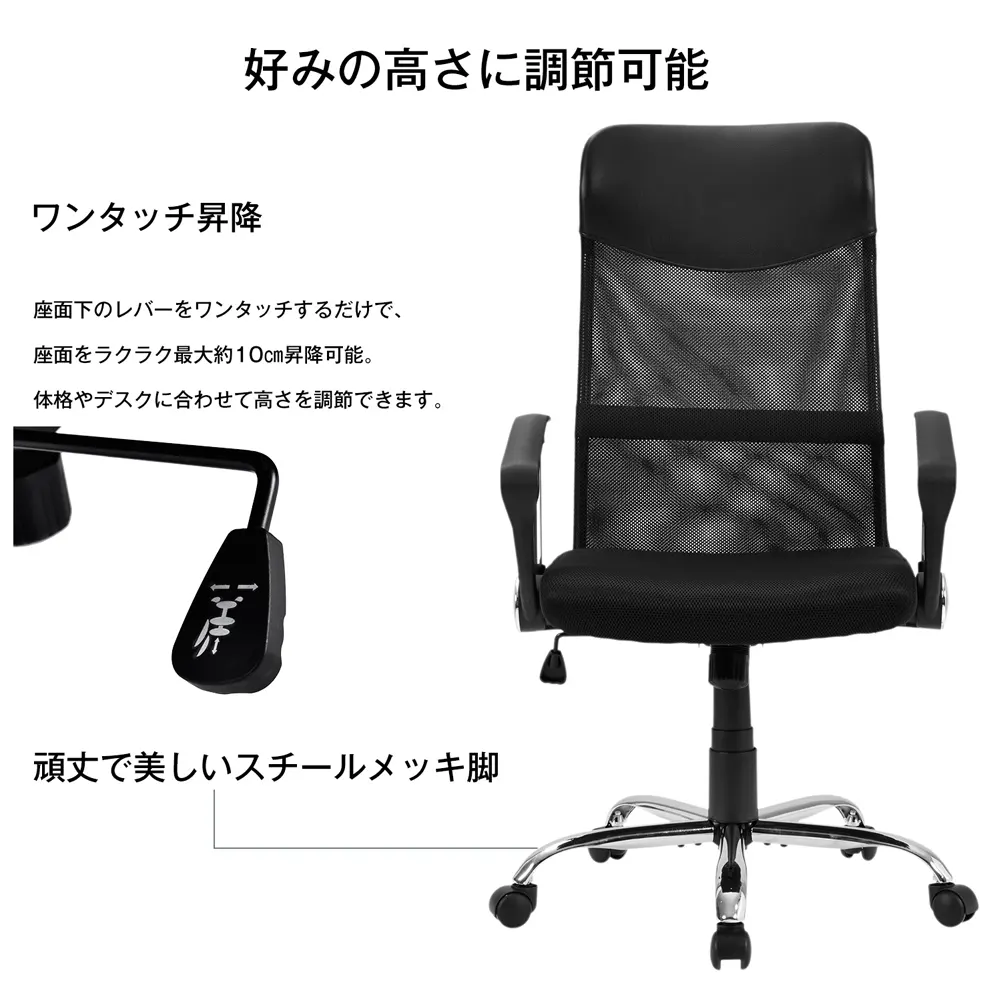 好みの高さに調節可能
ワンタッチ昇降
座面下のレバーをワンタッチするだけで、
座面をラクラク最大約10㎝昇降可能。
体格やデスクに合わせて高さを調節できます。
頑丈で美しいスチールメッキ脚